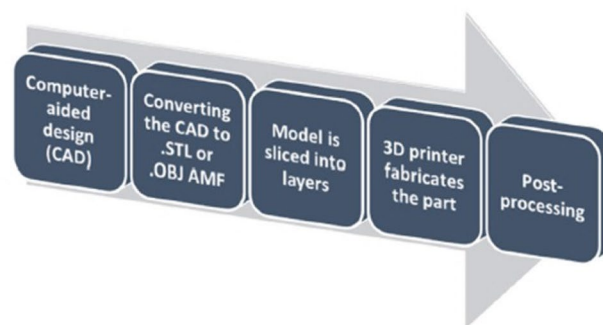 Computer-
aided
design
(CAD)
Converting
the CAD to
.STL or
.OBJ AMF
Model is
sliced into
layers
3D printer
fabricates
the part
Post-
processing